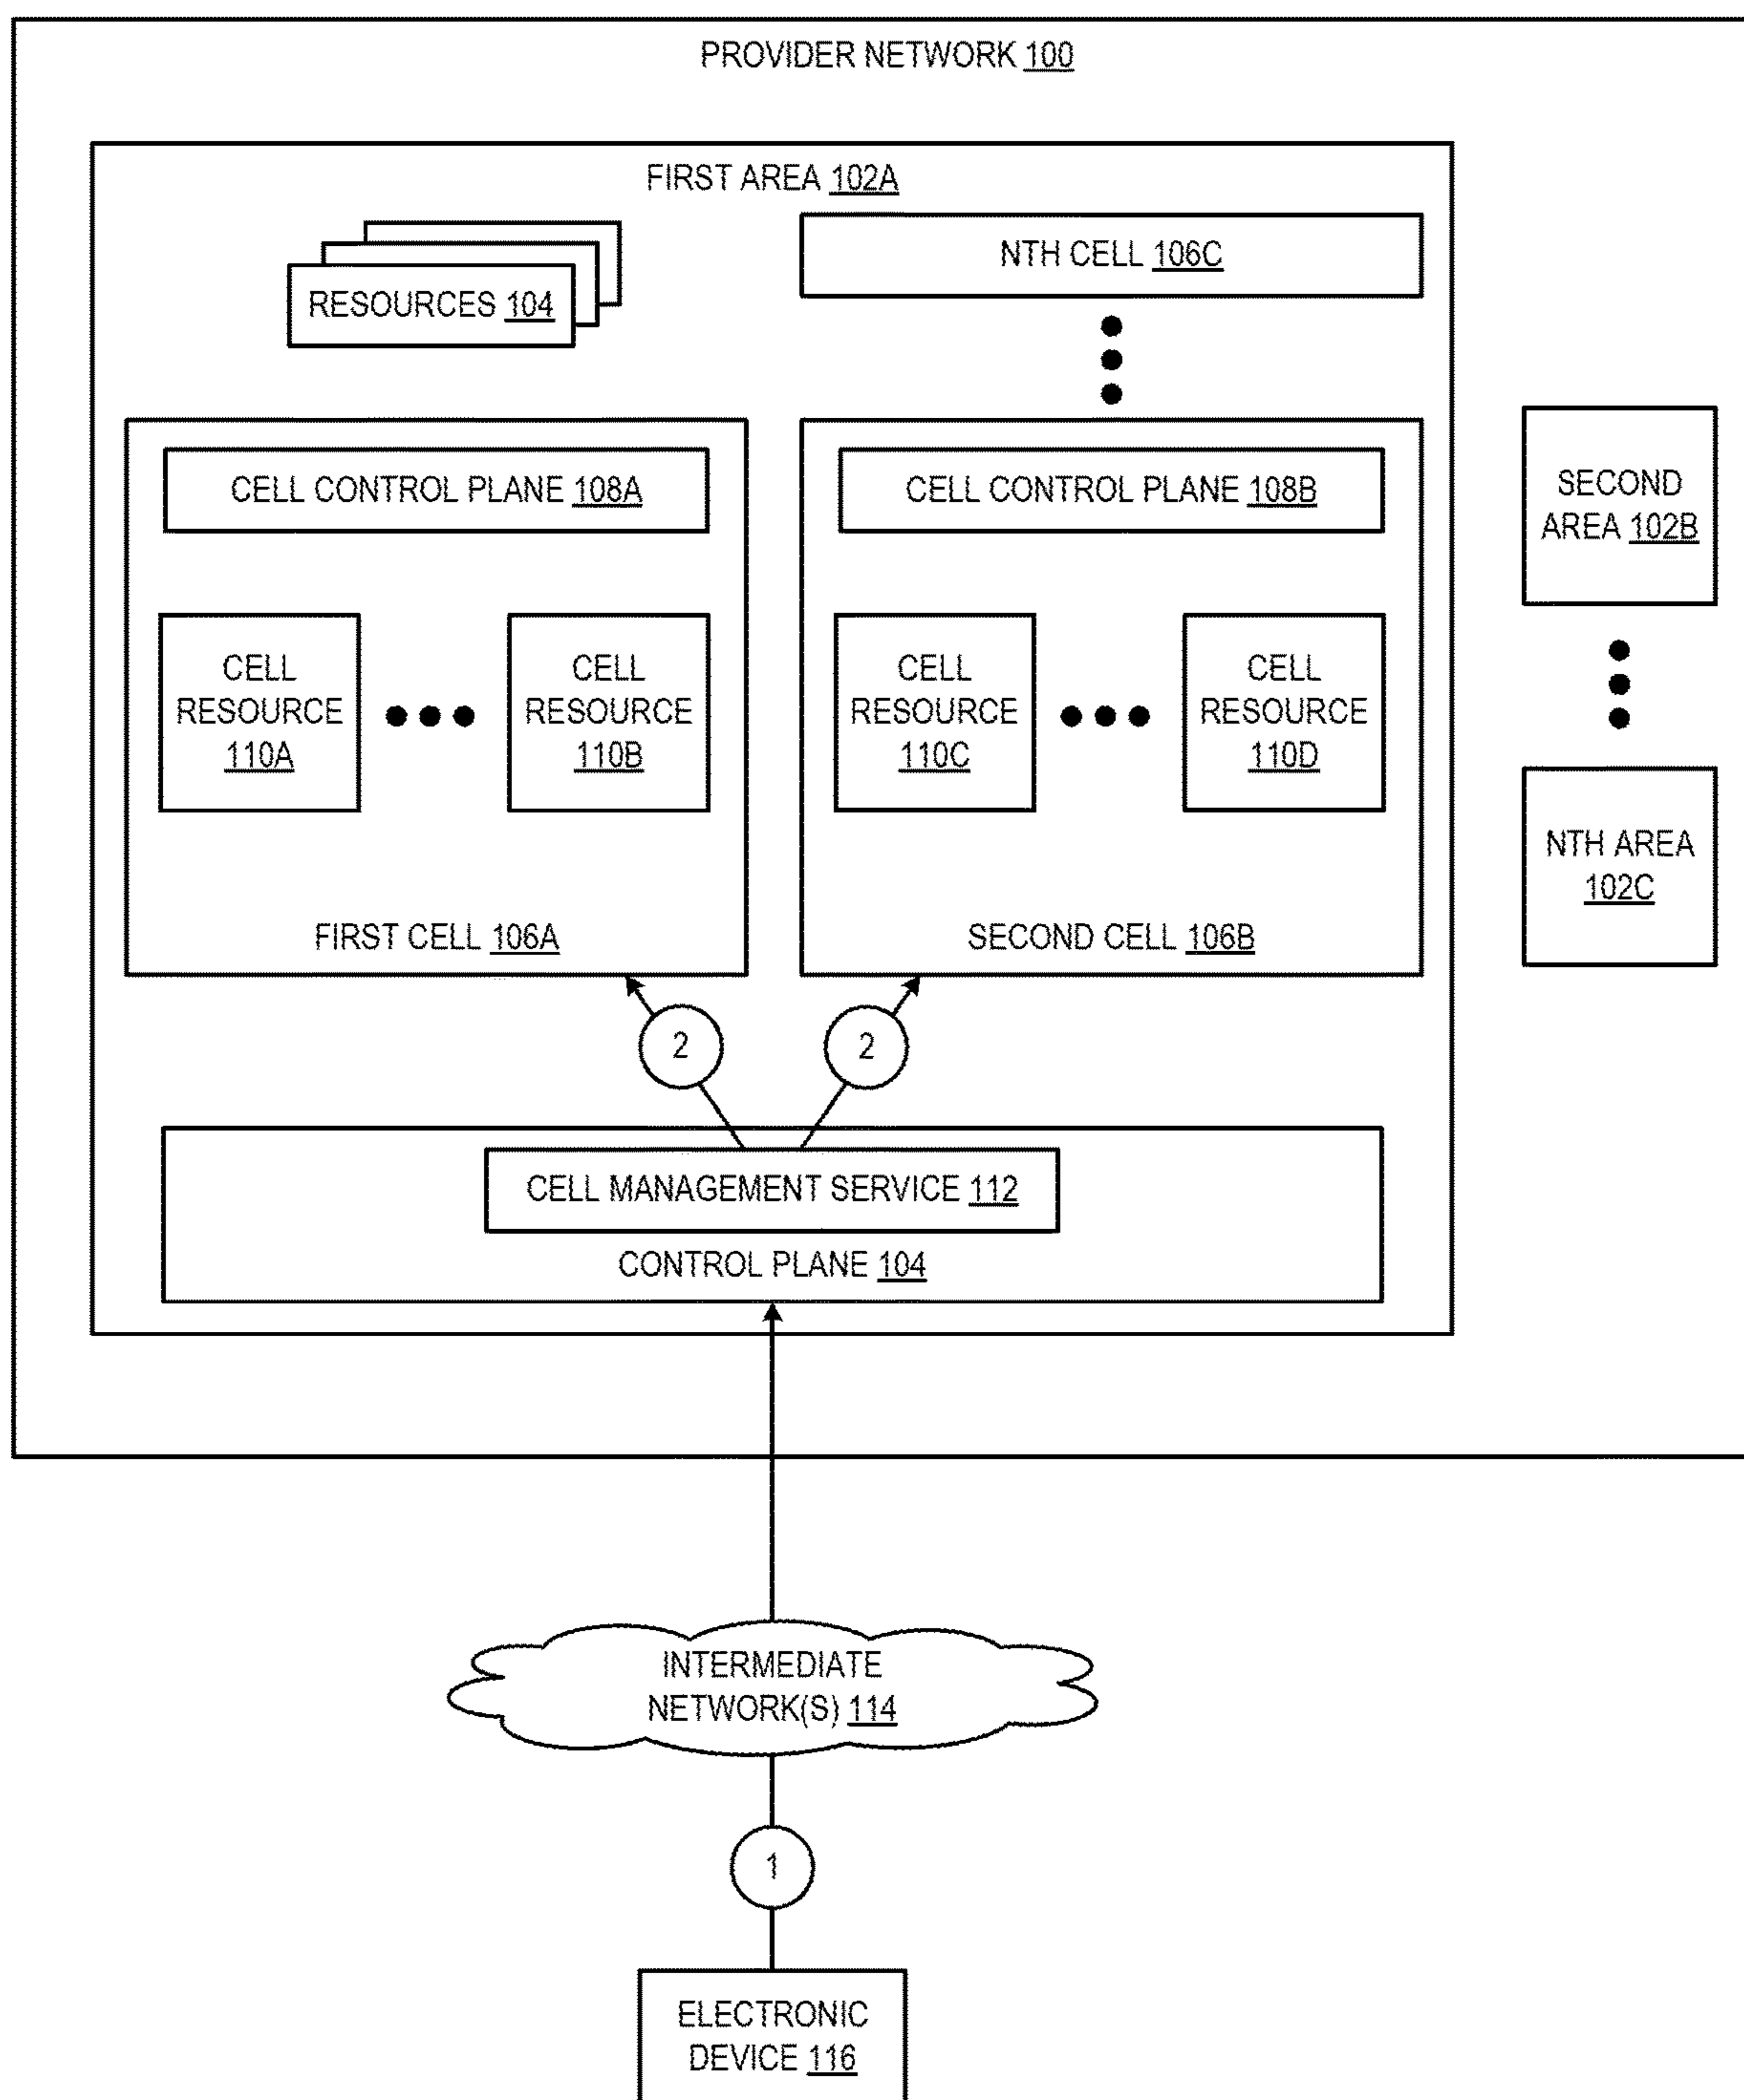 PROVIDER NETWORK 100
FIRST AREA 102A
RESOURCES 104
NTH CELL 106C
CELL CONTROL PLANE 108A
CELL RESOURCE 110A
CELL RESOURCE 110B
FIRST CELL 106A
CELL CONTROL PLANE 108B
CELL RESOURCE 110C
CELL RESOURCE 110D
SECOND CELL 106B
SECOND
AREA 102B
NTH AREA
102C
2
2
CELL MANAGEMENT SERVICE 112
CONTROL PLANE 104
INTERMEDIATE
NETWORK(S) 114
1
ELECTRONIC
DEVICE 116